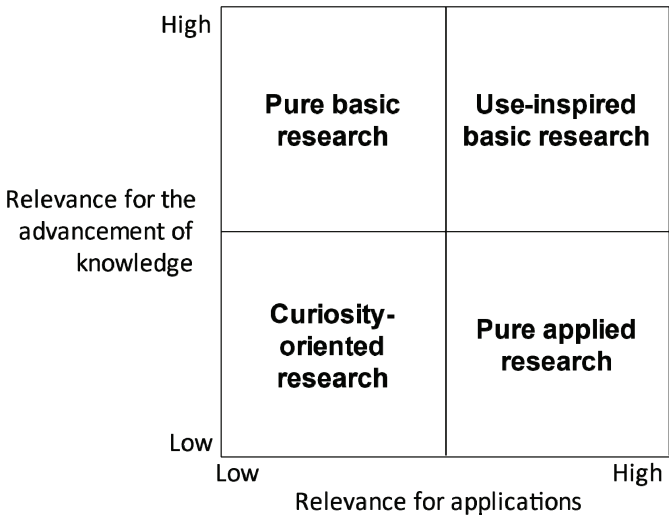 High
Pure basic
research
Use-inspired
basic research
Relevance for the
advancement of
knowledge
Curiosity-
oriented
research
Pure applied
research
Low
Low
High
Relevance for applications